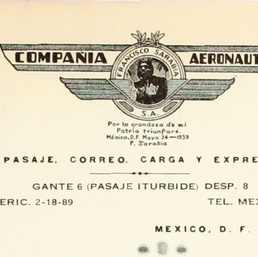 COMPAÑIA AERONAUT
FRANCISCO SARABIA
S.A.
Por la grandeza de mi
Patria triunfaré.
México, D.F. Mayo 24-1939.
F. Sarabia
PASAJE, CORREO, CARGA Y EXPRE
GANTE 6 (PASAJE ITURBIDE) DESP. 8
ERIC. 2-18-89 TEL. MEX
MEXICO, D. F.